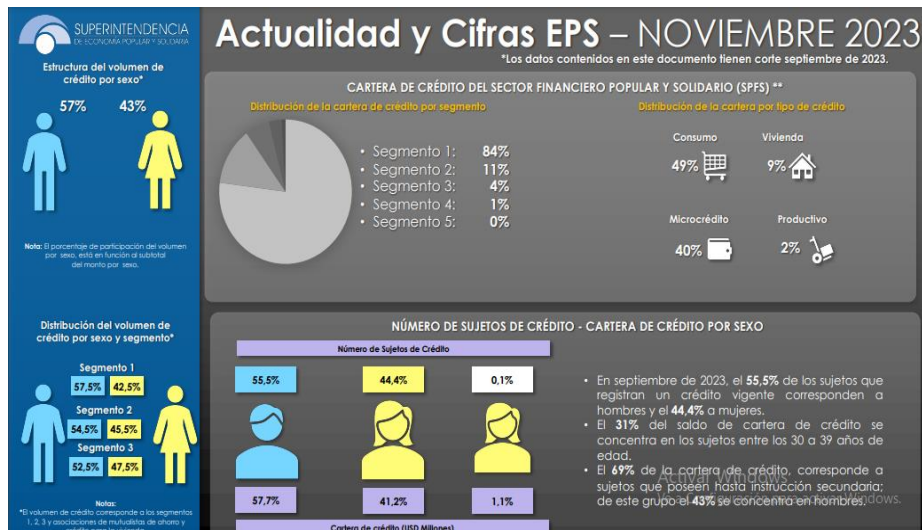 SUPERINTENDENCIA
DE ECONOMÍA POPULAR Y SOLIDARIA
Estructura del volumen de
crédito por sexo*
57% 43%
Nota: El porcentaje de participación del volumen
por sexo, está en función al subtotal
del monto por sexo.
Distribución del volumen de
crédito por sexo y segmento*
Segmento 1
57,5% 42,5%
Segmento 2
54,5% 45,5%
Segmento 3
52,5% 47,5%
Notas:
*El volumen de crédito corresponde a los segmentos
1, 2, 3 y asociaciones de mutualistas de ahorro y
crédito para la vivienda
Actualidad y Cifras EPS – NOVIEMBRE 2023
*Los datos contenidos en este documento tienen corte septiembre de 2023.
CARTERA DE CRÉDITO DEL SECTOR FINANCIERO POPULAR Y SOLIDARIO (SPFS) **
Distribución de la cartera de crédito por segmento
• Segmento 1: 84%
• Segmento 2: 11%
• Segmento 3: 4%
• Segmento 4: 1%
• Segmento 5: 0%
Distribución de la cartera por tipo de crédito
Consumo Vivienda
49% 9%
Microcrédito Productivo
40% 2%
NÚMERO DE SUJETOS DE CRÉDITO - CARTERA DE CRÉDITO POR SEXO
Número de Sujetos de Crédito
55,5% 44,4% 0,1%
57,7% 41,2% 1,1%
Cartera de crédito (USD Millones)
• En septiembre de 2023, el 55,5% de los sujetos que
registran un crédito vigente corresponden a
hombres y el 44,4% a mujeres.
• El 31% del saldo de cartera de crédito se
concentra en los sujetos entre los 30 a 39 años de
edad.
• El 69% de la cartera de crédito, corresponde a
sujetos que poseen hasta instrucción secundaria;
de este grupo el 43% se concentra en hombres.
Activar Windows
Ve a Configuración para activar Windows.